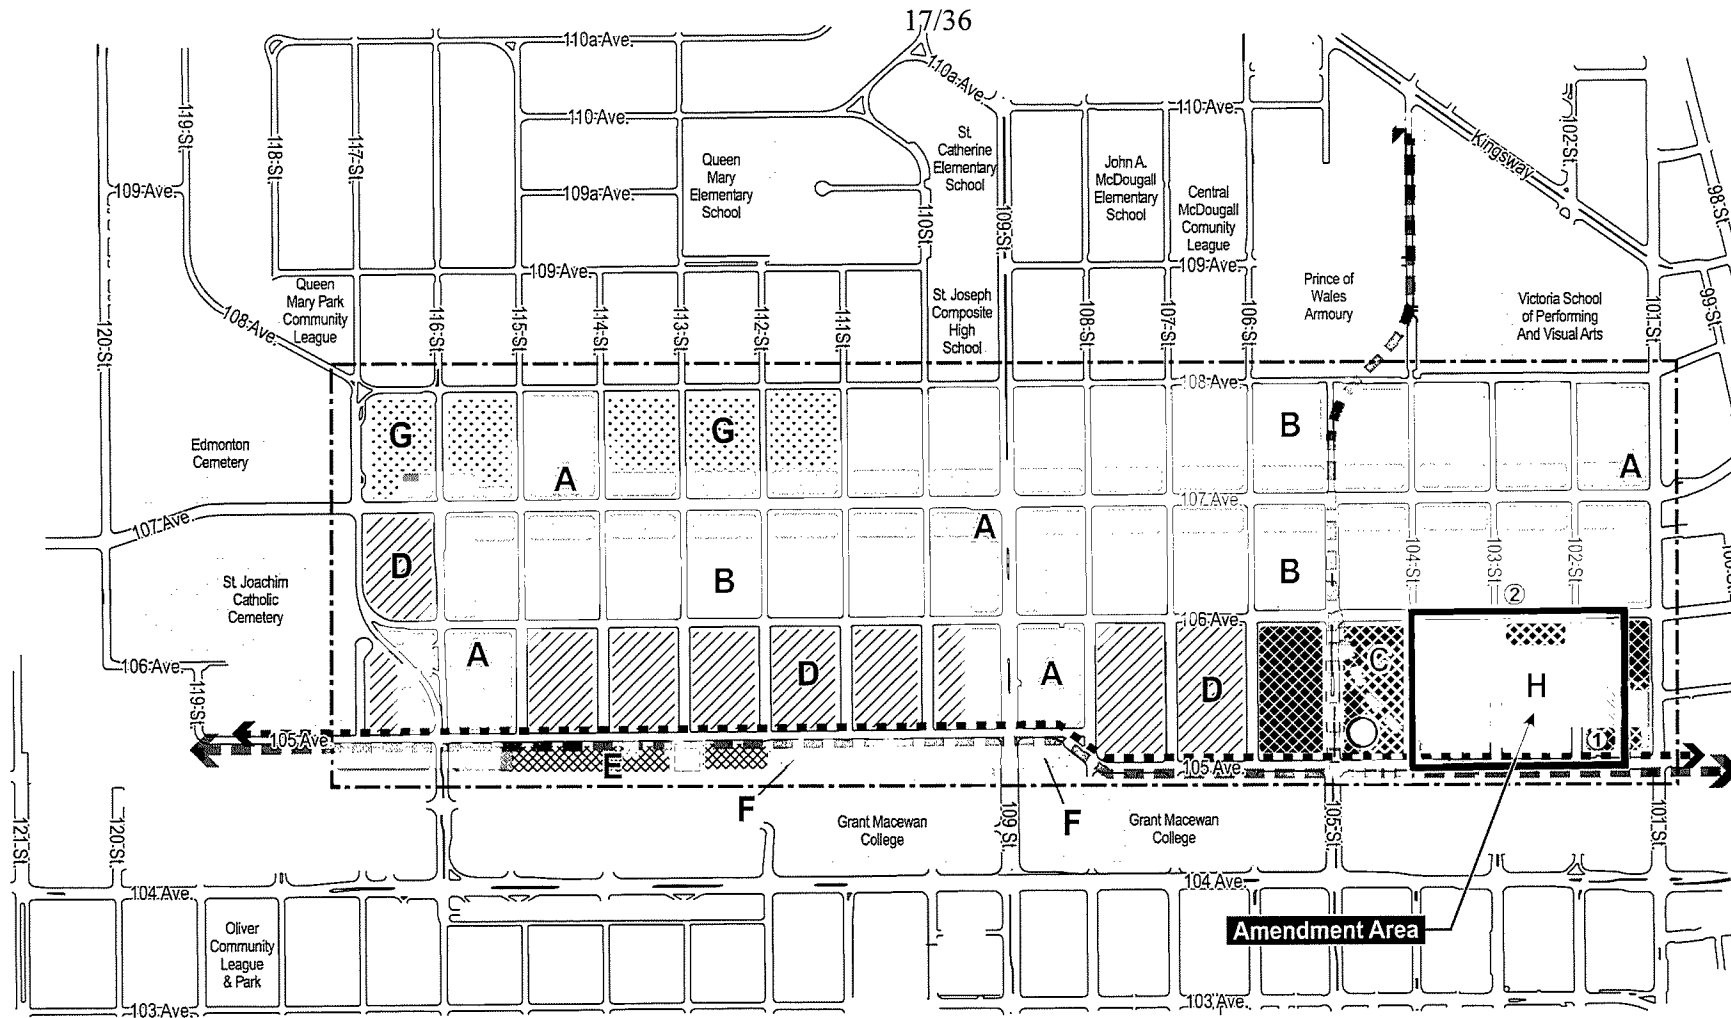 17/36
110a Ave.
110a Ave.
119 St.
118 St.
117 St.
110 Ave.
110 Ave.
Kingsway
102 St.
St.
Catherine
Elementary
School
Queen
Mary
Elementary
School
John A.
McDougall
Elementary
School
Central
McDougall
Comunity
League
109 Ave.
109a Ave.
110 St.
109 St.
98 St.
109 Ave.
109 Ave.
Queen
Mary Park
Community
League
108 Ave.
St. Joseph
Composite
High
School
Prince of
Wales
Armoury
Victoria School
of Performing
And Visual Arts
120 St.
116 St.
115 St.
114 St.
113 St.
112 St.
111 St.
108 St.
107 St.
106 St.
101 St.
99 St.
108 Ave.
G
G
B
A
A
Edmonton
Cemetery
107 Ave.
107 Ave.
A
D
B
B
104 St.
103 St.
102 St.
St. Joachim
Catholic
Cemetery
②
106 Ave.
106 Ave.
A
D
A
D
C
H
①
119 St.
105 Ave.
105 Ave.
E
F
F
Grant Macewan
College
Grant Macewan
College
121 St.
120 St.
109 St.
105 St.
101 St.
104 Ave.
104 Ave.
Amendment Area
Oliver
Community
League
& Park
103 Ave.
103 Ave.